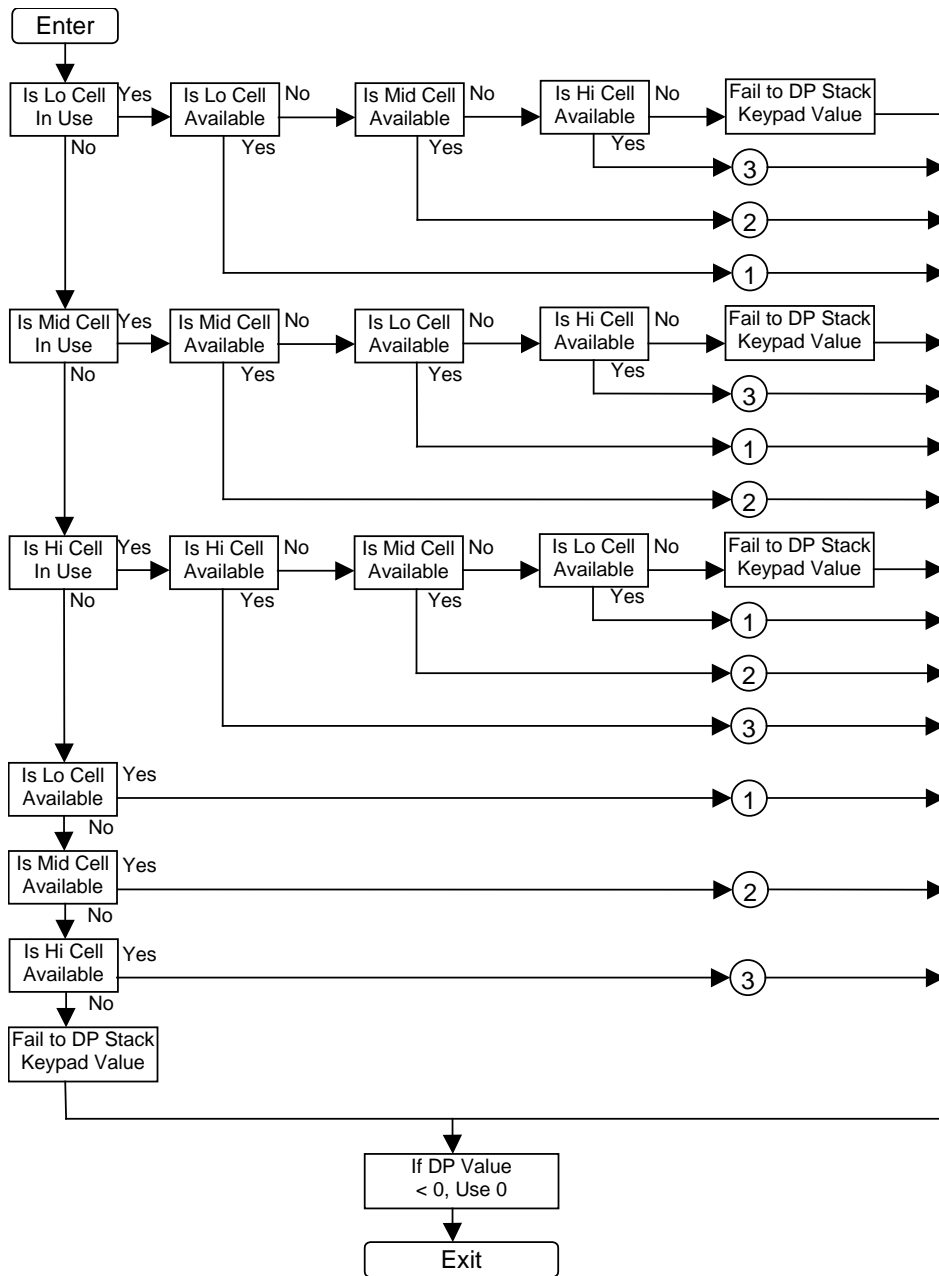 Enter
Is Lo Cell
In Use
Yes
No
Is Lo Cell
Available
No
Yes
Is Mid Cell
Available
No
Yes
Is Hi Cell
Available
No
Yes
Fail to DP Stack
Keypad Value
3
2
1
Is Mid Cell
In Use
Yes
No
Is Mid Cell
Available
No
Yes
Is Lo Cell
Available
No
Yes
Is Hi Cell
Available
No
Yes
Fail to DP Stack
Keypad Value
3
1
2
Is Hi Cell
In Use
Yes
No
Is Hi Cell
Available
No
Yes
Is Mid Cell
Available
No
Yes
Is Lo Cell
Available
No
Yes
Fail to DP Stack
Keypad Value
1
2
3
Is Lo Cell
Available
Yes
No
1
Is Mid Cell
Available
Yes
No
2
Is Hi Cell
Available
Yes
No
3
Fail to DP Stack
Keypad Value
If DP Value
< 0, Use 0
Exit